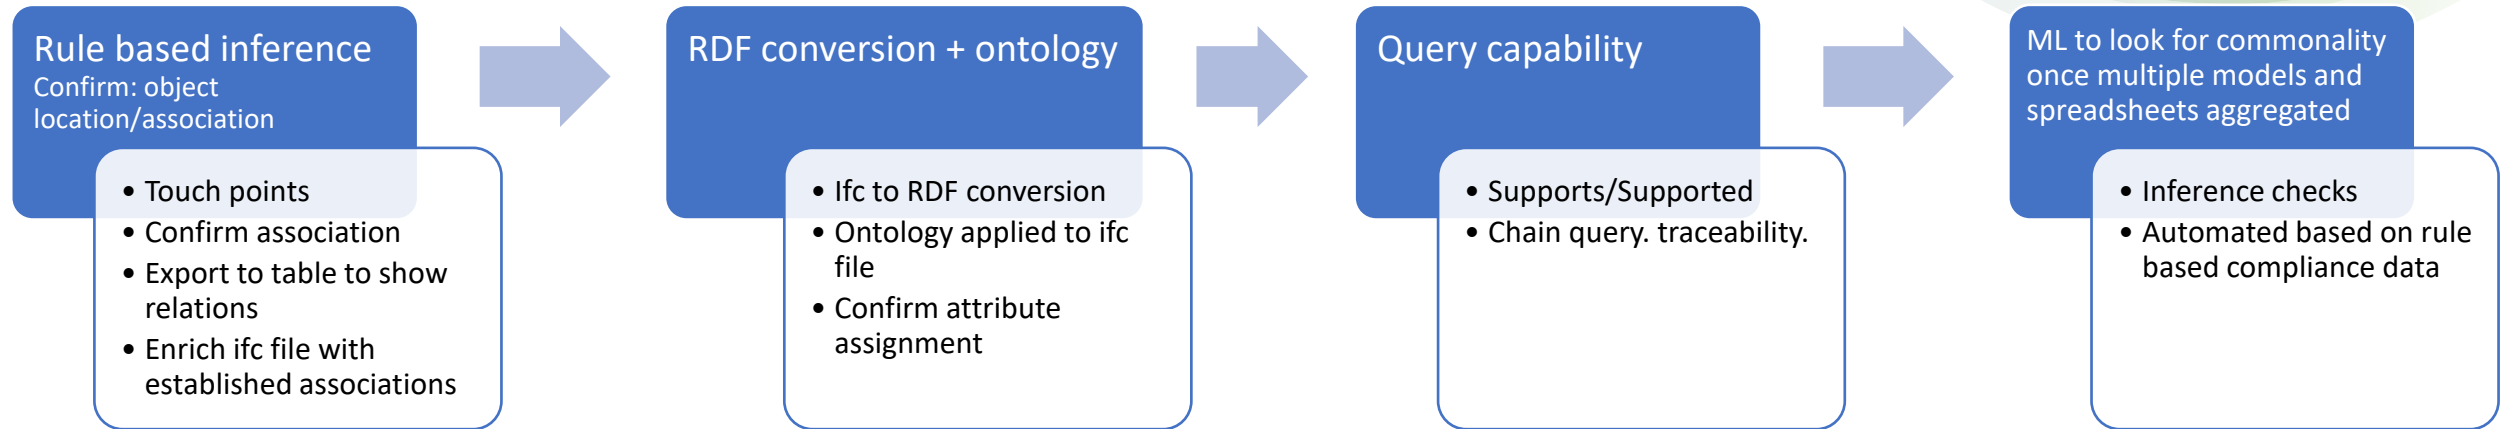 Rule based inference
Confirm: object
location/association
• Touch points
• Confirm association
• Export to table to show
relations
• Enrich ifc file with
established associations
RDF conversion + ontology
• Ifc to RDF conversion
• Ontology applied to ifc
file
• Confirm attribute
assignment
Query capability
• Supports/Supported
• Chain query. traceability.
ML to look for commonality
once multiple models and
spreadsheets aggregated
• Inference checks
• Automated based on rule
based compliance data